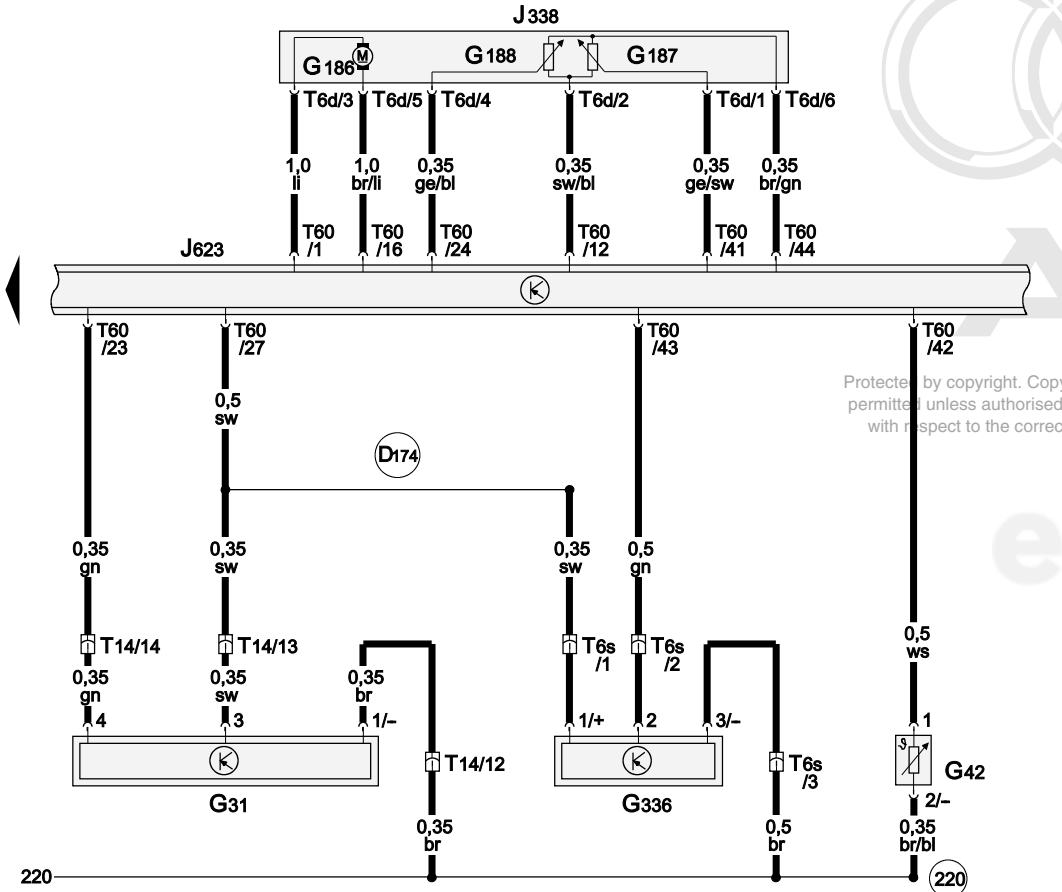 J338
G186
M
G188
G187
T6d/3
T6d/5
T6d/4
T6d/2
T6d/1
T6d/6
1,0
li
1,0
br/li
0,35
ge/bl
0,35
sw/bl
0,35
ge/sw
0,35
br/gn
J623
T60
/1
T60
/16
T60
/24
T60
/12
T60
/41
T60
/44
T60
/23
T60
/27
T60
/43
T60
/42
Protected by copyright. Copy
permitted unless authorised
with respect to the correc
0,5
sw
D174
0,35
gn
0,35
sw
0,35
sw
0,5
gn
0,5
ws
T14/14
T14/13
T6s
/1
T6s
/2
0,35
gn
0,35
sw
0,35
br
4
3
1/–
1/+
2
3/–
1
T14/12
T6s
/3
ϑ
G42
G31
G336
2/–
0,35
br
0,5
br
0,35
br/bl
220
220